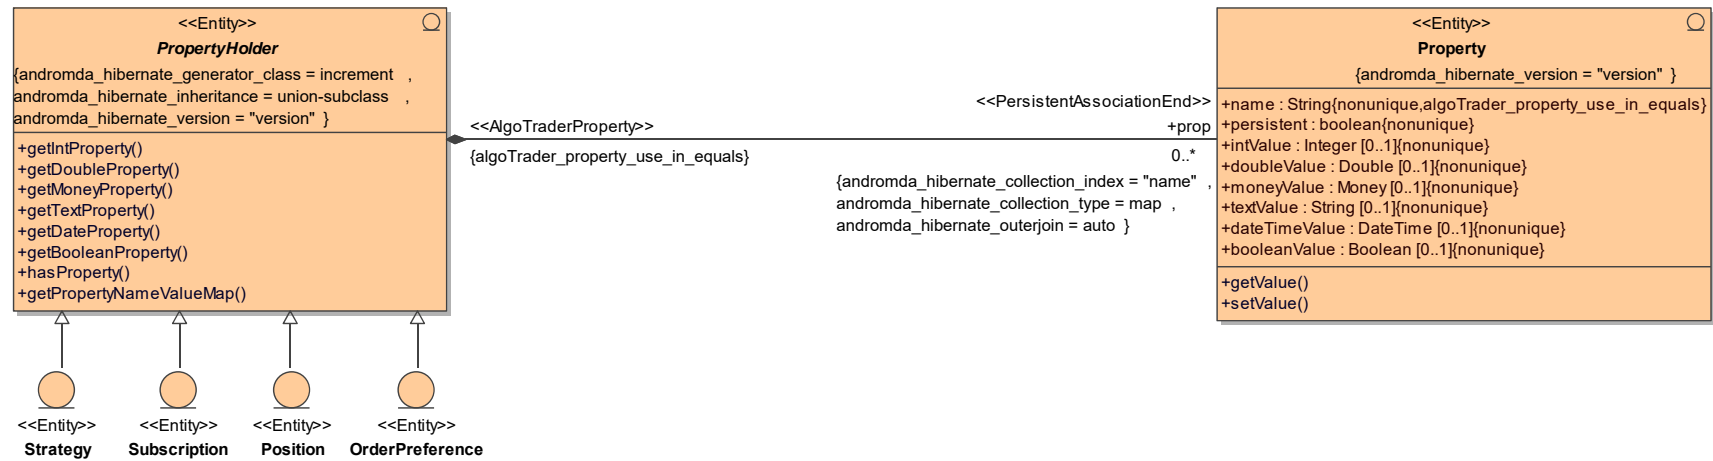 <<Entity>>
PropertyHolder
{andromda_hibernate_generator_class = increment ,
andromda_hibernate_inheritance = union-subclass ,
andromda_hibernate_version = "version" }
+getIntProperty()
+getDoubleProperty()
+getMoneyProperty()
+getTextProperty()
+getDateProperty()
+getBooleanProperty()
+hasProperty()
+getPropertyNameValueMap()
<<AlgoTraderProperty>>
{algoTrader_property_use_in_equals}
<<PersistentAssociationEnd>>
+prop
0..*
{andromda_hibernate_collection_index = "name" ,
andromda_hibernate_collection_type = map ,
andromda_hibernate_outerjoin = auto }
<<Entity>>
Property
{andromda_hibernate_version = "version" }
+name : String{nonunique,algoTrader_property_use_in_equals}
+persistent : boolean{nonunique}
+intValue : Integer [0..1]{nonunique}
+doubleValue : Double [0..1]{nonunique}
+moneyValue : Money [0..1]{nonunique}
+textValue : String [0..1]{nonunique}
+dateTimeValue : DateTime [0..1]{nonunique}
+booleanValue : Boolean [0..1]{nonunique}
+getValue()
+setValue()
<<Entity>>
Strategy
<<Entity>>
Subscription
<<Entity>>
Position
<<Entity>>
OrderPreference